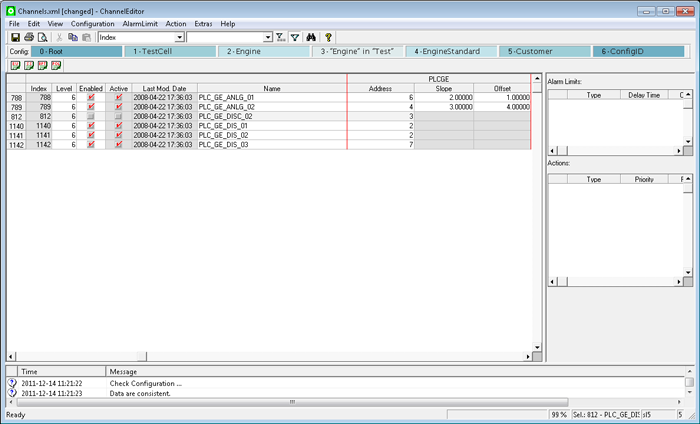 Channels.xml [changed] - ChannelEditor
File Edit View Configuration AlarmLimit Action Extras Help
Index
Config: 0 - Root 1 - TestCell 2 - Engine 3 - "Engine" in "Test" 4 - EngineStandard 5 - Customer 6 - ConfigID
PLCGE
Index Level Enabled Active Last Mod. Date Name Address Slope Offset
788 788 6 2008-04-22 17:36:03 PLC_GE_ANLG_01 6 2.00000 1.00000
789 789 6 2008-04-22 17:36:03 PLC_GE_ANLG_02 4 3.00000 4.00000
812 812 6 2008-04-22 17:36:03 PLC_GE_DISC_02 3
1140 1140 6 2008-04-22 17:36:03 PLC_GE_DIS_01 2
1141 1141 6 2008-04-22 17:36:03 PLC_GE_DIS_02 2
1142 1142 6 2008-04-22 17:36:03 PLC_GE_DIS_03 7
Alarm Limits:
Type Delay Time C
Actions:
Type Priority F
Time Message
2011-12-14 11:21:22 Check Configuration ...
2011-12-14 11:21:23 Data are consistent.
Ready 99 % Sel.: 812 - PLC_GE_DIS sl5 5